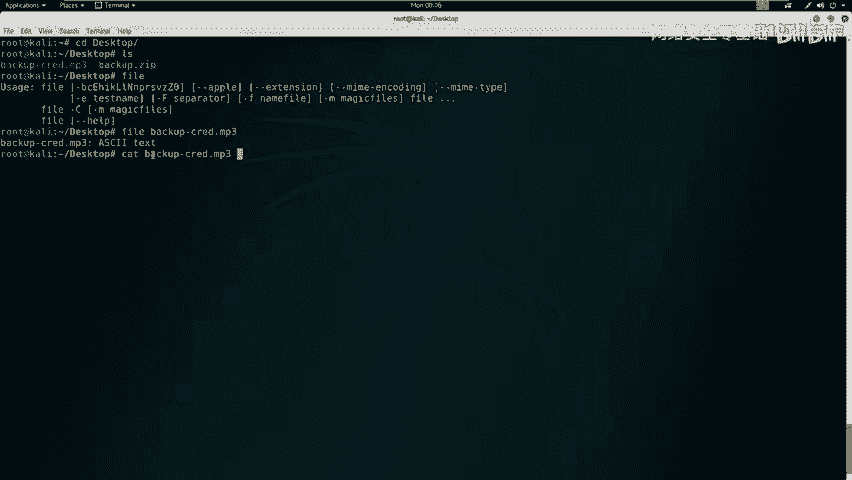 Applications ▾ Places ▾ Terminal ▾ Mon 00:06
root@kali: ~/Desktop
File Edit View Search Terminal Help
root@kali:~# cd Desktop/
root@kali:~/Desktop# ls
backup-cred.mp3 backup.zip
root@kali:~/Desktop# file
Usage: file [-bcEhikLlNnprsvzZ0] [--apple] [--extension] [--mime-encoding] [--mime-type]
[-e testname] [-F separator] [-f namefile] [-m magicfiles] file ...
file -C [-m magicfiles]
file [--help]
root@kali:~/Desktop# file backup-cred.mp3
backup-cred.mp3: ASCII text
root@kali:~/Desktop# cat backup-cred.mp3